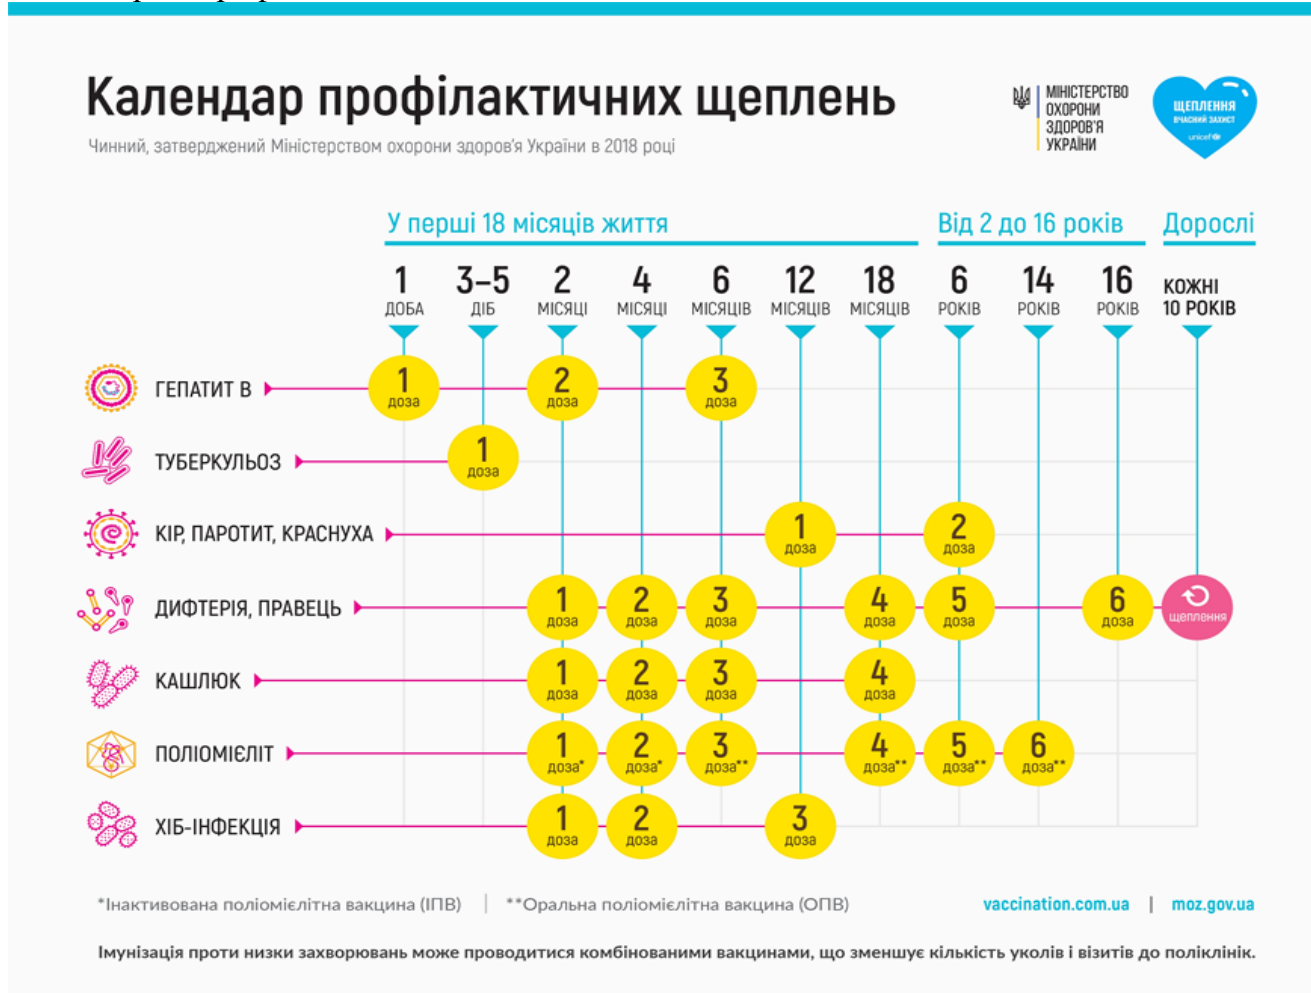 Календар профілактичних щеплень
Чинний, затверджений Міністерством охорони здоров'я України в 2018 році
МІНІСТЕРСТВО
ОХОРОНИ
ЗДОРОВ'Я
УКРАЇНИ
ЩЕПЛЕННЯ
ВЧАСНИЙ ЗАХИСТ
unicef
У перші 18 місяців життя
Від 2 до 16 років
Дорослі
1 ДОБА
3–5 ДІБ
2 МІСЯЦІ
4 МІСЯЦІ
6 МІСЯЦІВ
12 МІСЯЦІВ
18 МІСЯЦІВ
6 РОКІВ
14 РОКІВ
16 РОКІВ
КОЖНІ
10 РОКІВ
ГЕПАТИТ В 1 доза 2 доза 3 доза
ТУБЕРКУЛЬОЗ 1 доза
КІР, ПАРОТИТ, КРАСНУХА 1 доза 2 доза
ДИФТЕРІЯ, ПРАВЕЦЬ 1 доза 2 доза 3 доза 4 доза 5 доза 6 доза щеплення
КАШЛЮК 1 доза 2 доза 3 доза 4 доза
ПОЛІОМІЄЛІТ 1 доза* 2 доза* 3 доза** 4 доза** 5 доза** 6 доза**
ХІБ-ІНФЕКЦІЯ 1 доза 2 доза 3 доза
*Інактивована поліомієлітна вакцина (ІПВ) | **Оральна поліомієлітна вакцина (ОПВ)
vaccination.com.ua | moz.gov.ua
Імунізація проти низки захворювань може проводитися комбінованими вакцинами, що зменшує кількість уколів і візитів до поліклінік.